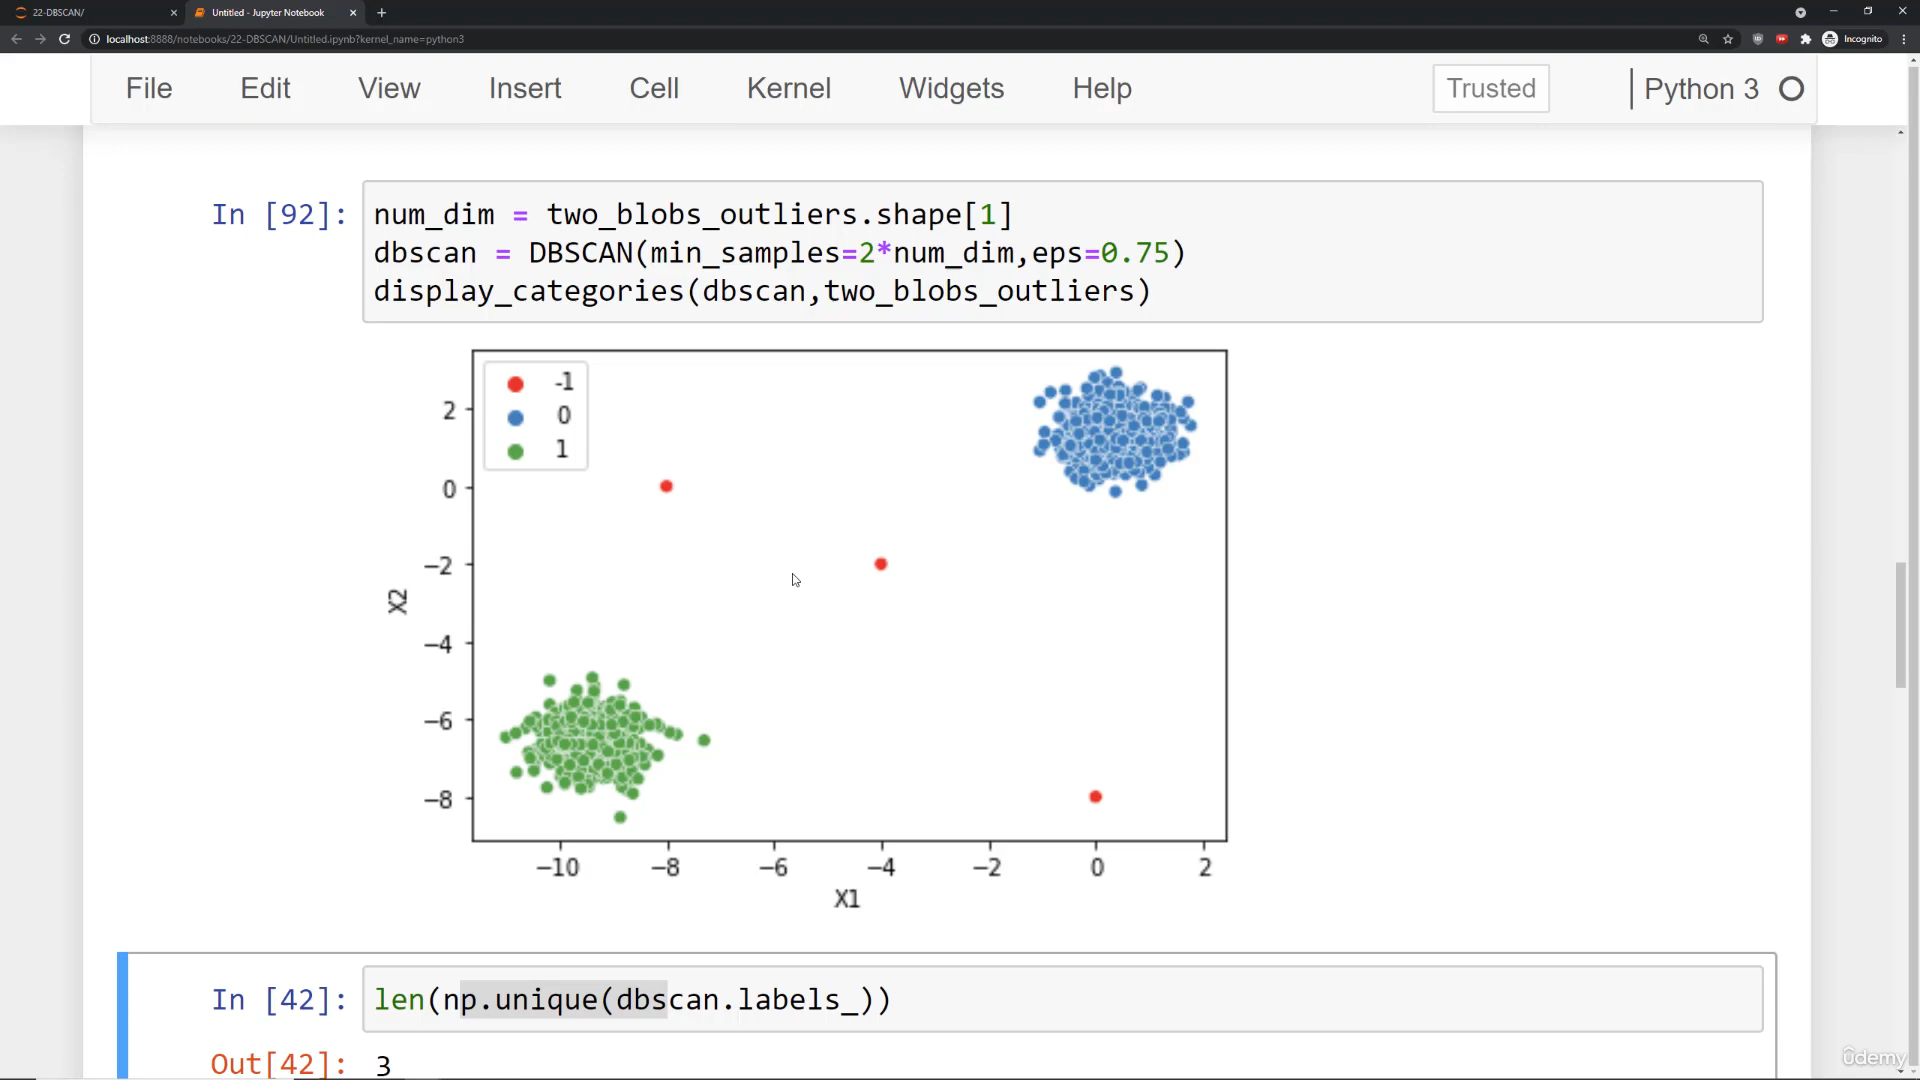 22-DBSCAN/
Untitled - Jupyter Notebook
localhost:8888/notebooks/22-DBSCAN/Untitled.ipynb?kernel_name=python3
Incognito
File Edit View Insert Cell Kernel Widgets Help Trusted Python 3
In [92]:
num_dim = two_blobs_outliers.shape[1]
dbscan = DBSCAN(min_samples=2*num_dim,eps=0.75)
display_categories(dbscan,two_blobs_outliers)
-1
0
1
2
0
−2
−4
−6
−8
X2
−10 −8 −6 −4 −2 0 2
X1
In [42]: len(np.unique(dbscan.labels_))
Out[42]: 3
ûdemy